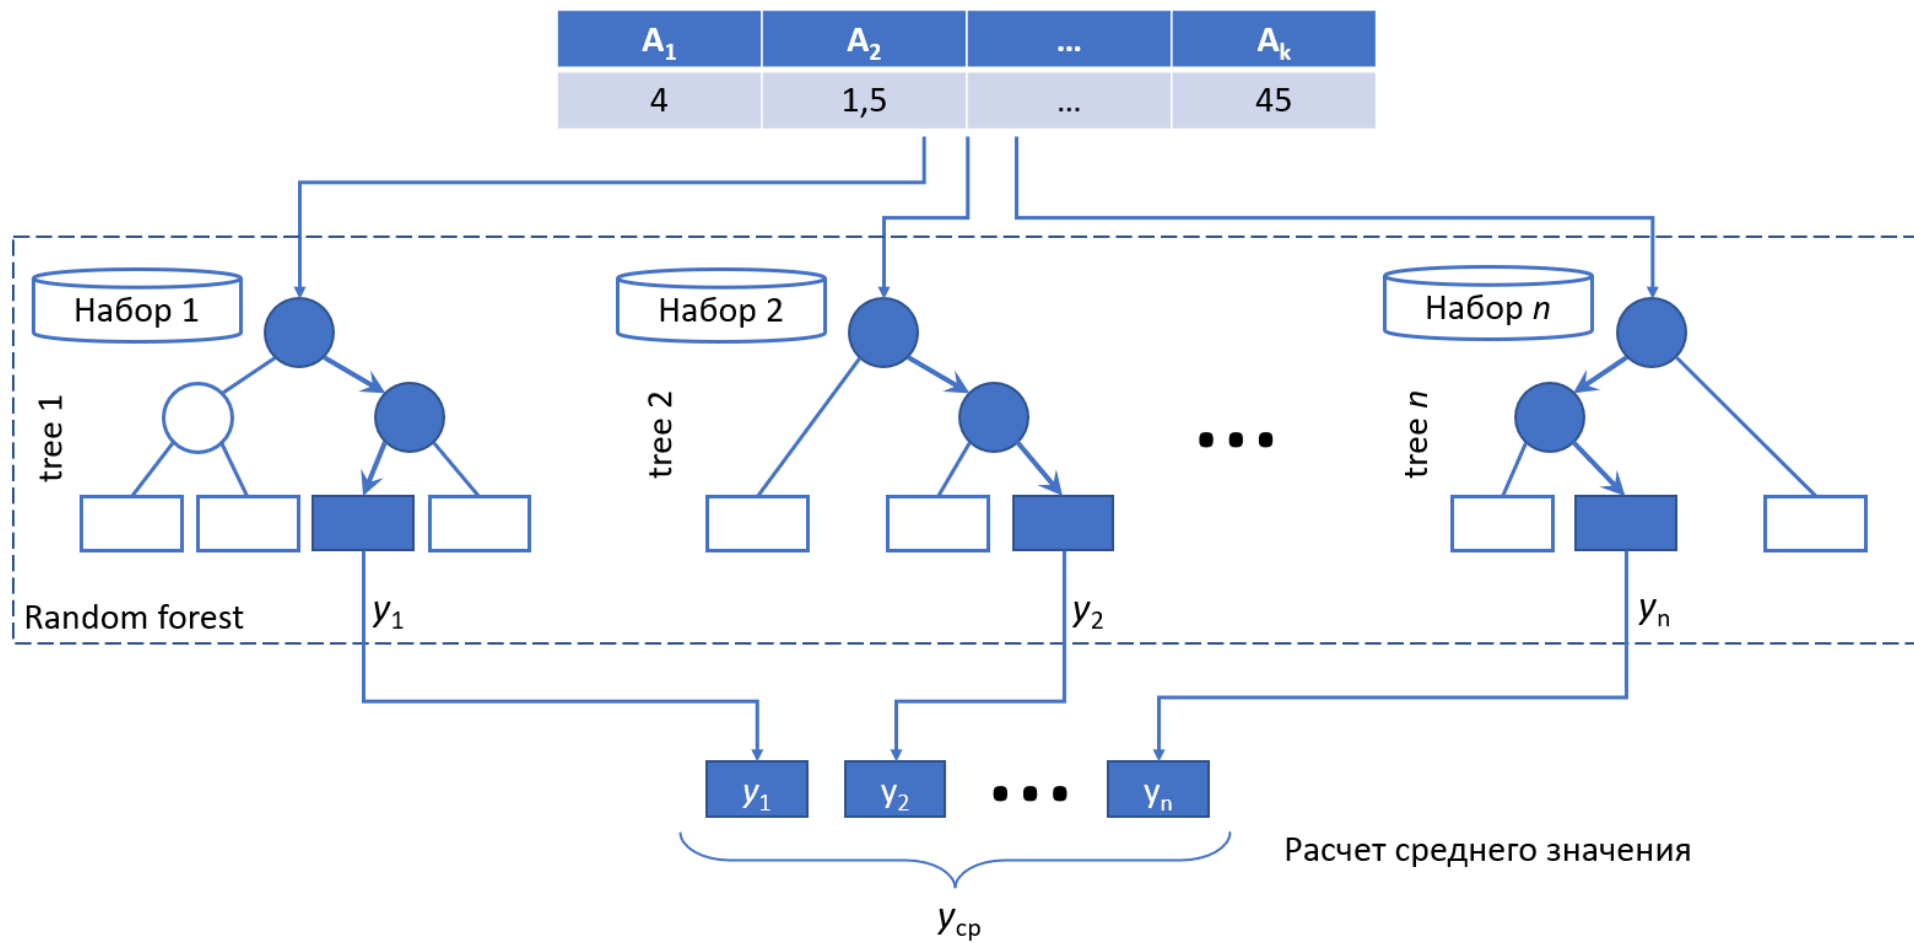 A1 A2 ... Ak
4 1,5 ... 45
Набор 1 Набор 2 Набор n
tree 1 tree 2 ... tree n
Random forest
y1 y2 yn
y1 y2 ... yn
Расчет среднего значения
yср